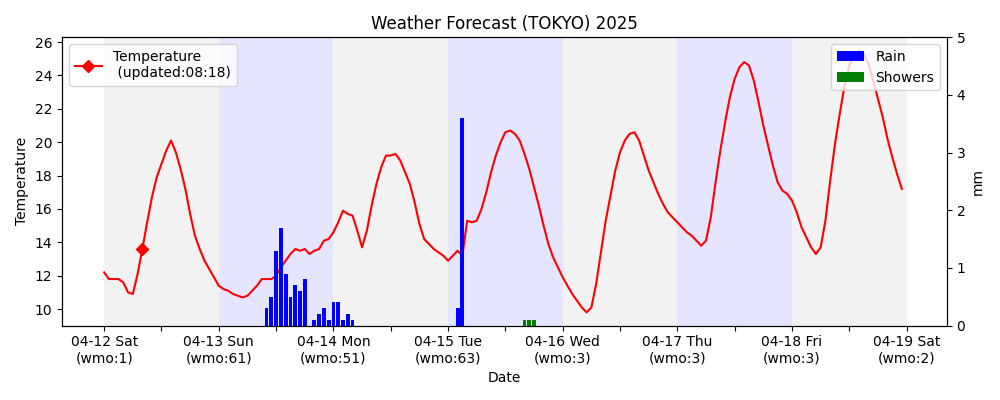 Weather Forecast (TOKYO) 2025
Temperature
(updated:08:18)
Rain
Showers
Temperature
26
24
22
20
18
16
14
12
10
5
4
3
2
1
0
mm
04-12 Sat
(wmo:1)
04-13 Sun
(wmo:61)
04-14 Mon
(wmo:51)
04-15 Tue
(wmo:63)
04-16 Wed
(wmo:3)
04-17 Thu
(wmo:3)
04-18 Fri
(wmo:3)
04-19 Sat
(wmo:2)
Date